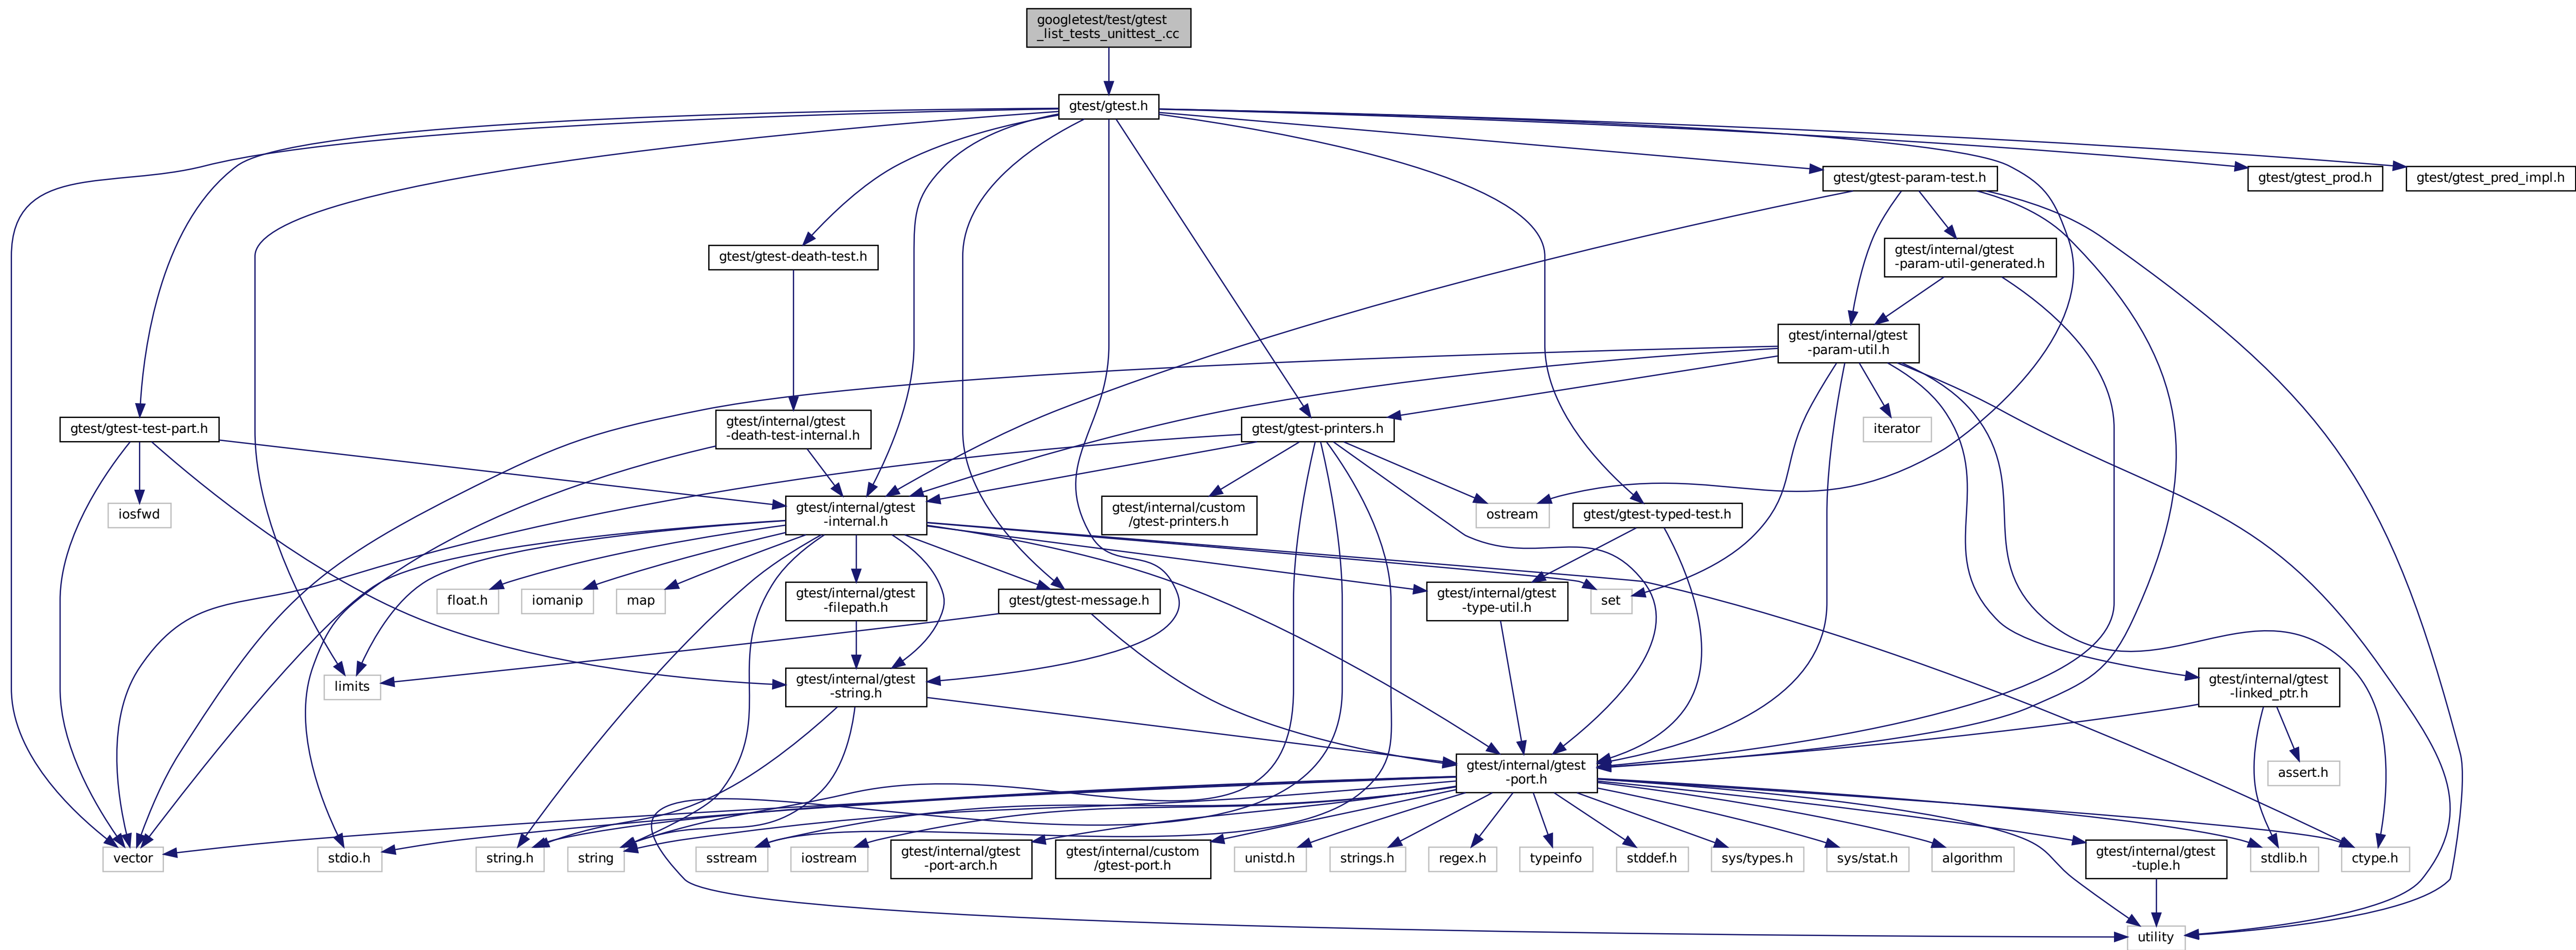 googletest/test/gtest
_list_tests_unittest_.cc
gtest/gtest.h
gtest/gtest-param-test.h
gtest/gtest_prod.h
gtest/gtest_pred_impl.h
gtest/gtest-death-test.h
gtest/internal/gtest
-param-util-generated.h
gtest/internal/gtest
-param-util.h
gtest/gtest-test-part.h
gtest/internal/gtest
-death-test-internal.h
gtest/gtest-printers.h
iterator
iosfwd
gtest/internal/gtest
-internal.h
gtest/internal/custom
/gtest-printers.h
ostream
gtest/gtest-typed-test.h
float.h
iomanip
map
gtest/internal/gtest
-filepath.h
gtest/gtest-message.h
gtest/internal/gtest
-type-util.h
set
limits
gtest/internal/gtest
-string.h
gtest/internal/gtest
-linked_ptr.h
gtest/internal/gtest
-port.h
assert.h
vector
stdio.h
string.h
string
sstream
iostream
gtest/internal/gtest
-port-arch.h
gtest/internal/custom
/gtest-port.h
unistd.h
strings.h
regex.h
typeinfo
stddef.h
sys/types.h
sys/stat.h
algorithm
gtest/internal/gtest
-tuple.h
stdlib.h
ctype.h
utility